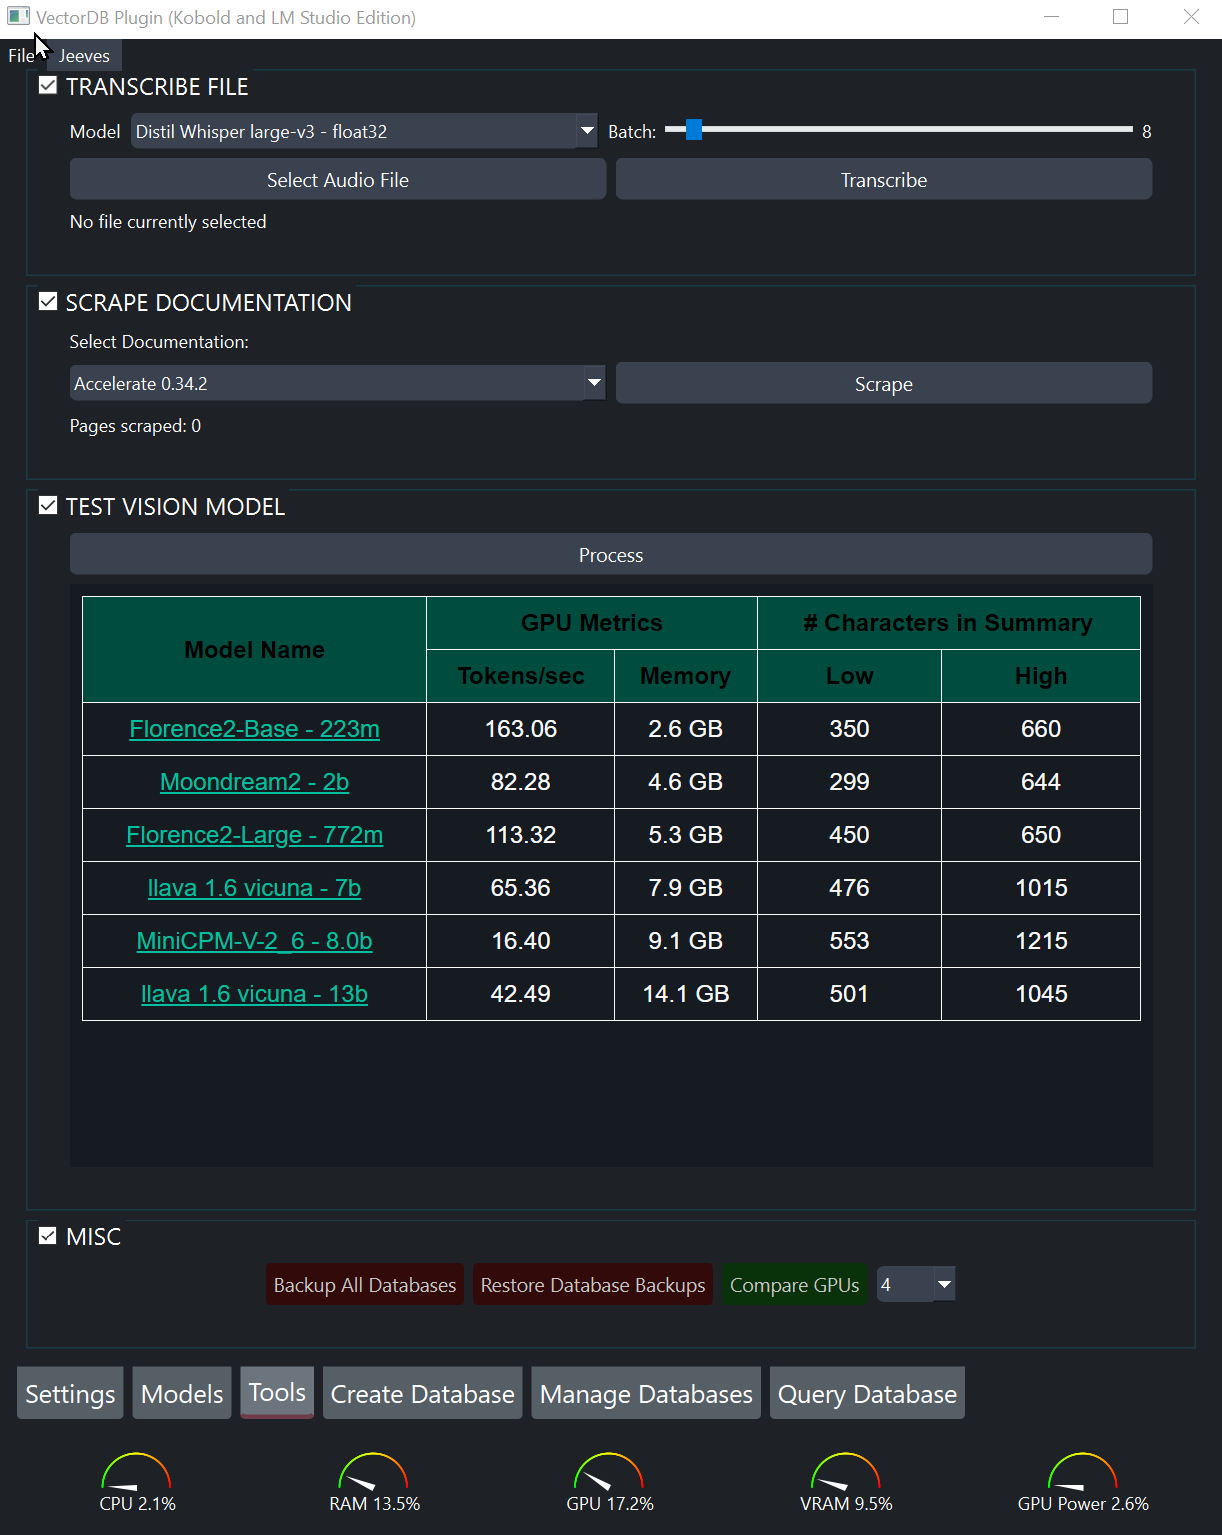 VectorDB Plugin (Kobold and LM Studio Edition)
File Jeeves
TRANSCRIBE FILE
Model Distil Whisper large-v3 - float32 Batch: 8
Select Audio File Transcribe
No file currently selected
SCRAPE DOCUMENTATION
Select Documentation:
Accelerate 0.34.2 Scrape
Pages scraped: 0
TEST VISION MODEL
Process
Model Name GPU Metrics # Characters in Summary
Tokens/sec Memory Low High
Florence2-Base - 223m 163.06 2.6 GB 350 660
Moondream2 - 2b 82.28 4.6 GB 299 644
Florence2-Large - 772m 113.32 5.3 GB 450 650
llava 1.6 vicuna - 7b 65.36 7.9 GB 476 1015
MiniCPM-V-2_6 - 8.0b 16.40 9.1 GB 553 1215
llava 1.6 vicuna - 13b 42.49 14.1 GB 501 1045
MISC
Backup All Databases Restore Database Backups Compare GPUs 4
Settings Models Tools Create Database Manage Databases Query Database
CPU 2.1% RAM 13.5% GPU 17.2% VRAM 9.5% GPU Power 2.6%